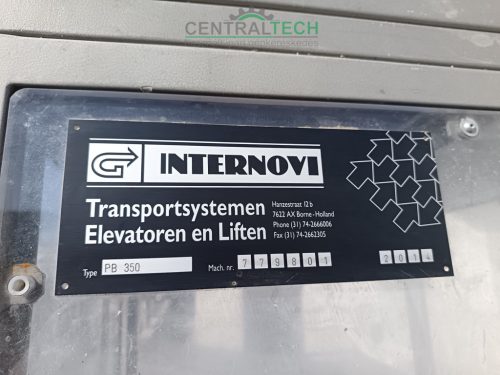 CENTRALTECH
INTERNOVI
Transportsystemen
Elevatoren en Liften
Hanzestraat 12b
7622 AX Borne - Holland
Phone (31) 74-2666006
Fax (31) 74-2662305
Type PB 350
Mach. nr. 779801
2014